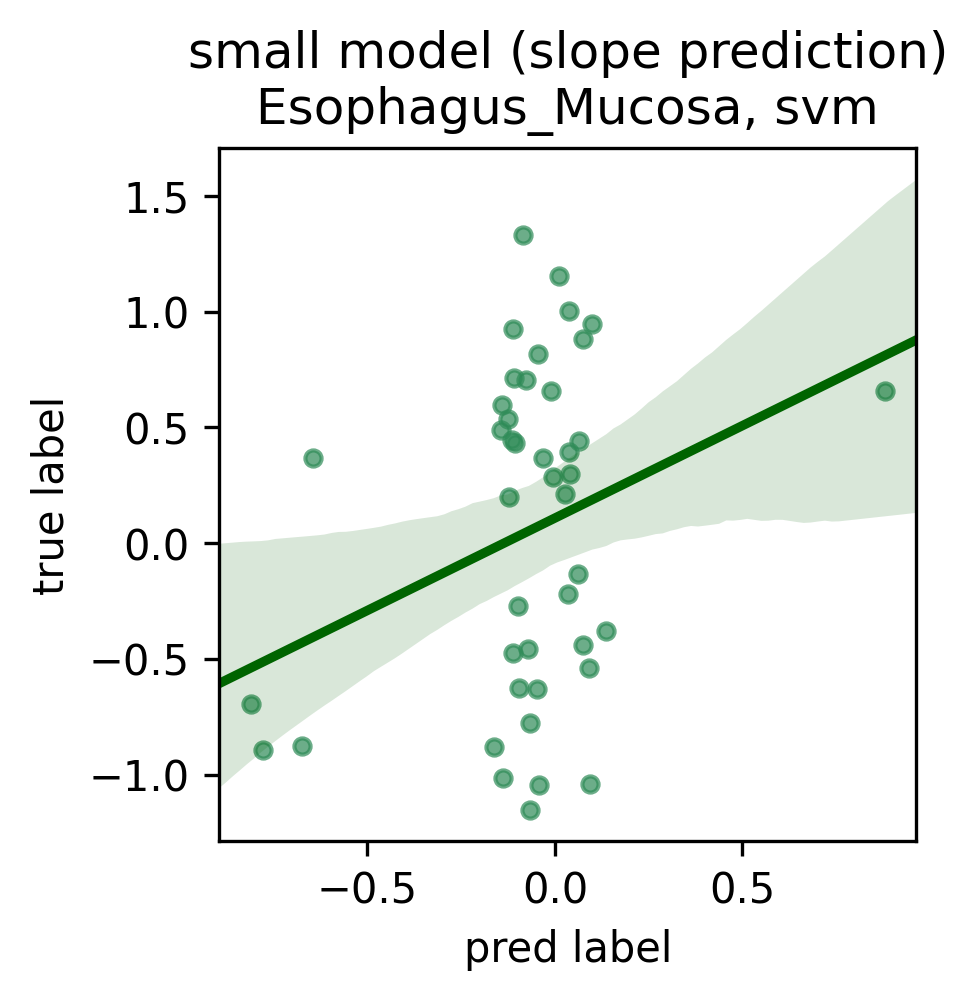 small model (slope prediction)
Esophagus_Mucosa, svm
1.5
1.0
0.5
0.0
−0.5
−1.0
true label
−0.5
0.0
0.5
pred label